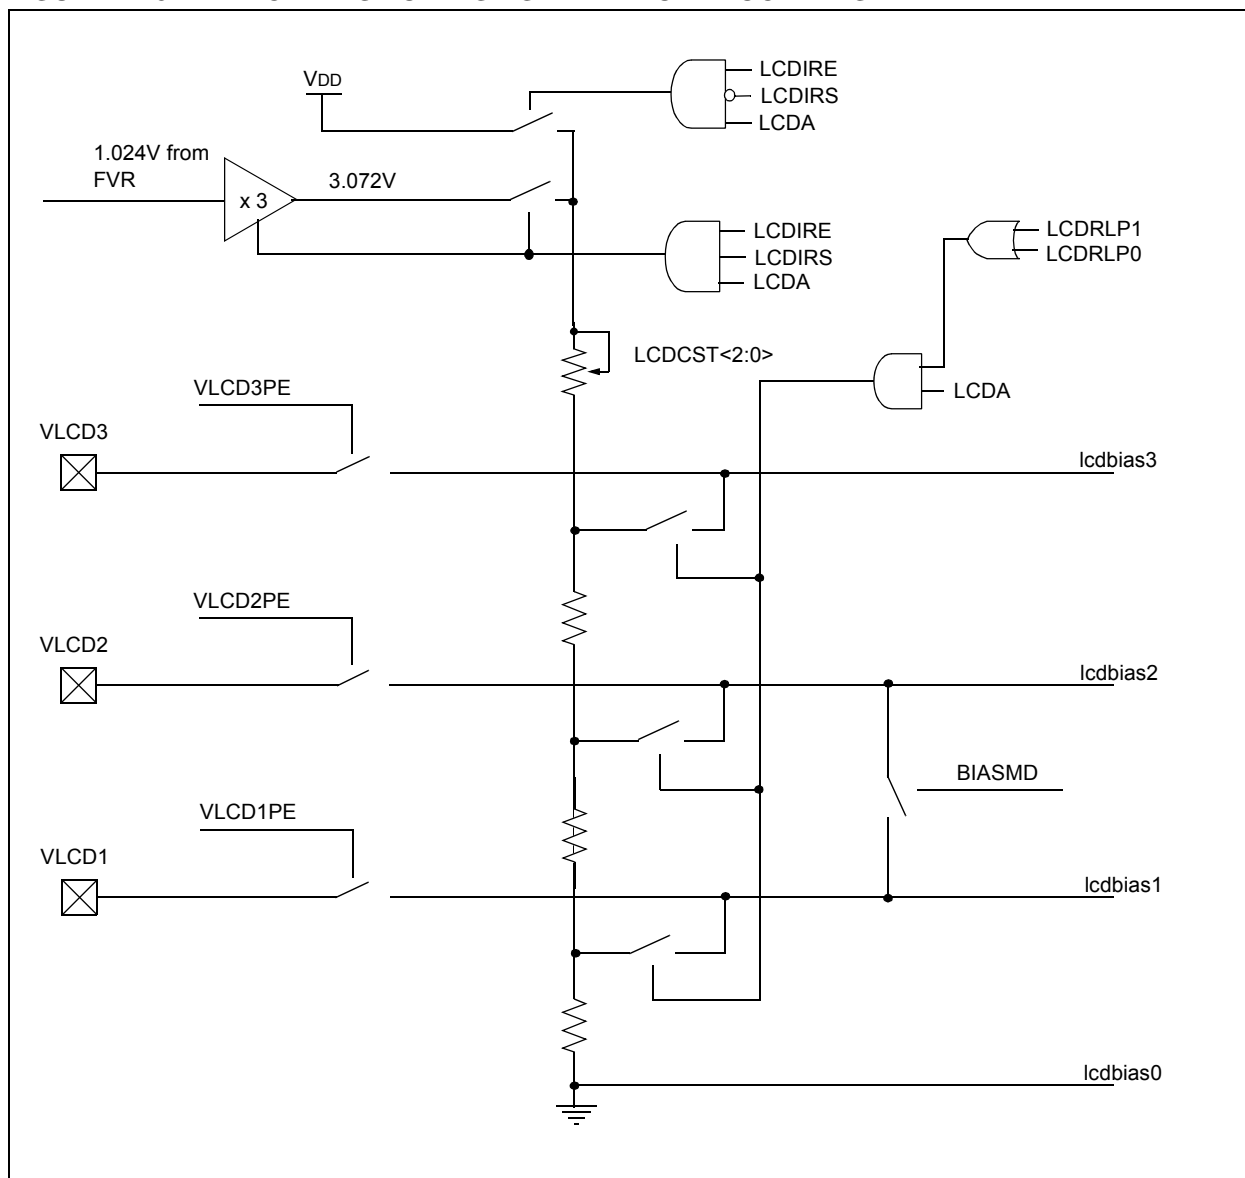 VDD
LCDIRE
LCDIRS
LCDA
1.024V from
FVR
x 3
3.072V
LCDIRE
LCDIRS
LCDA
LCDRLP1
LCDRLP0
LCDCST<2:0>
LCDA
VLCD3PE
VLCD3
lcdbias3
VLCD2PE
VLCD2
lcdbias2
BIASMD
VLCD1PE
VLCD1
lcdbias1
lcdbias0